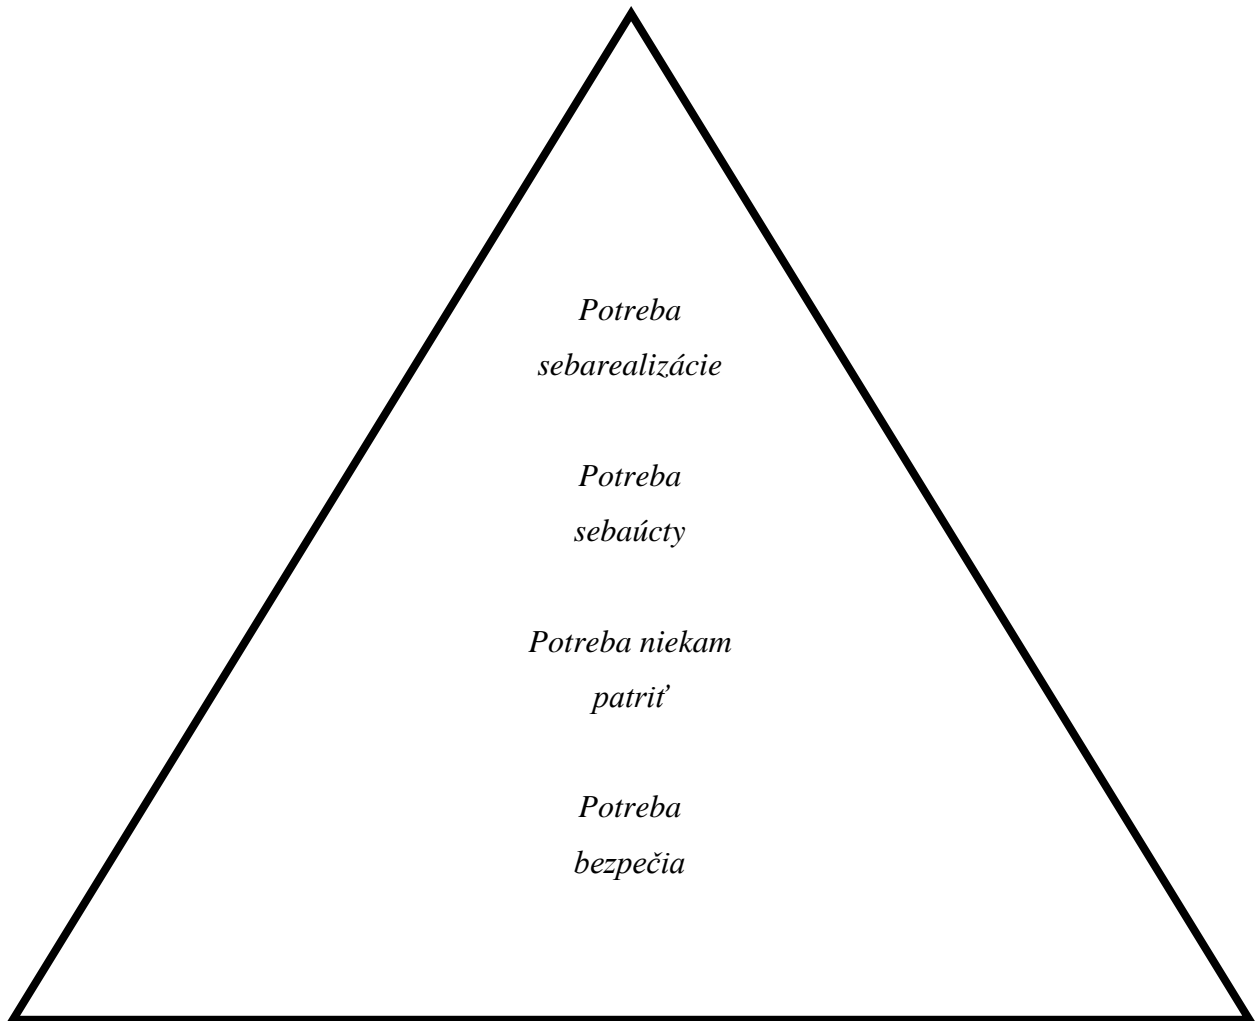 Potreba
sebarealizácie
Potreba
sebaúcty
Potreba niekam
patriť
Potreba
bezpečia